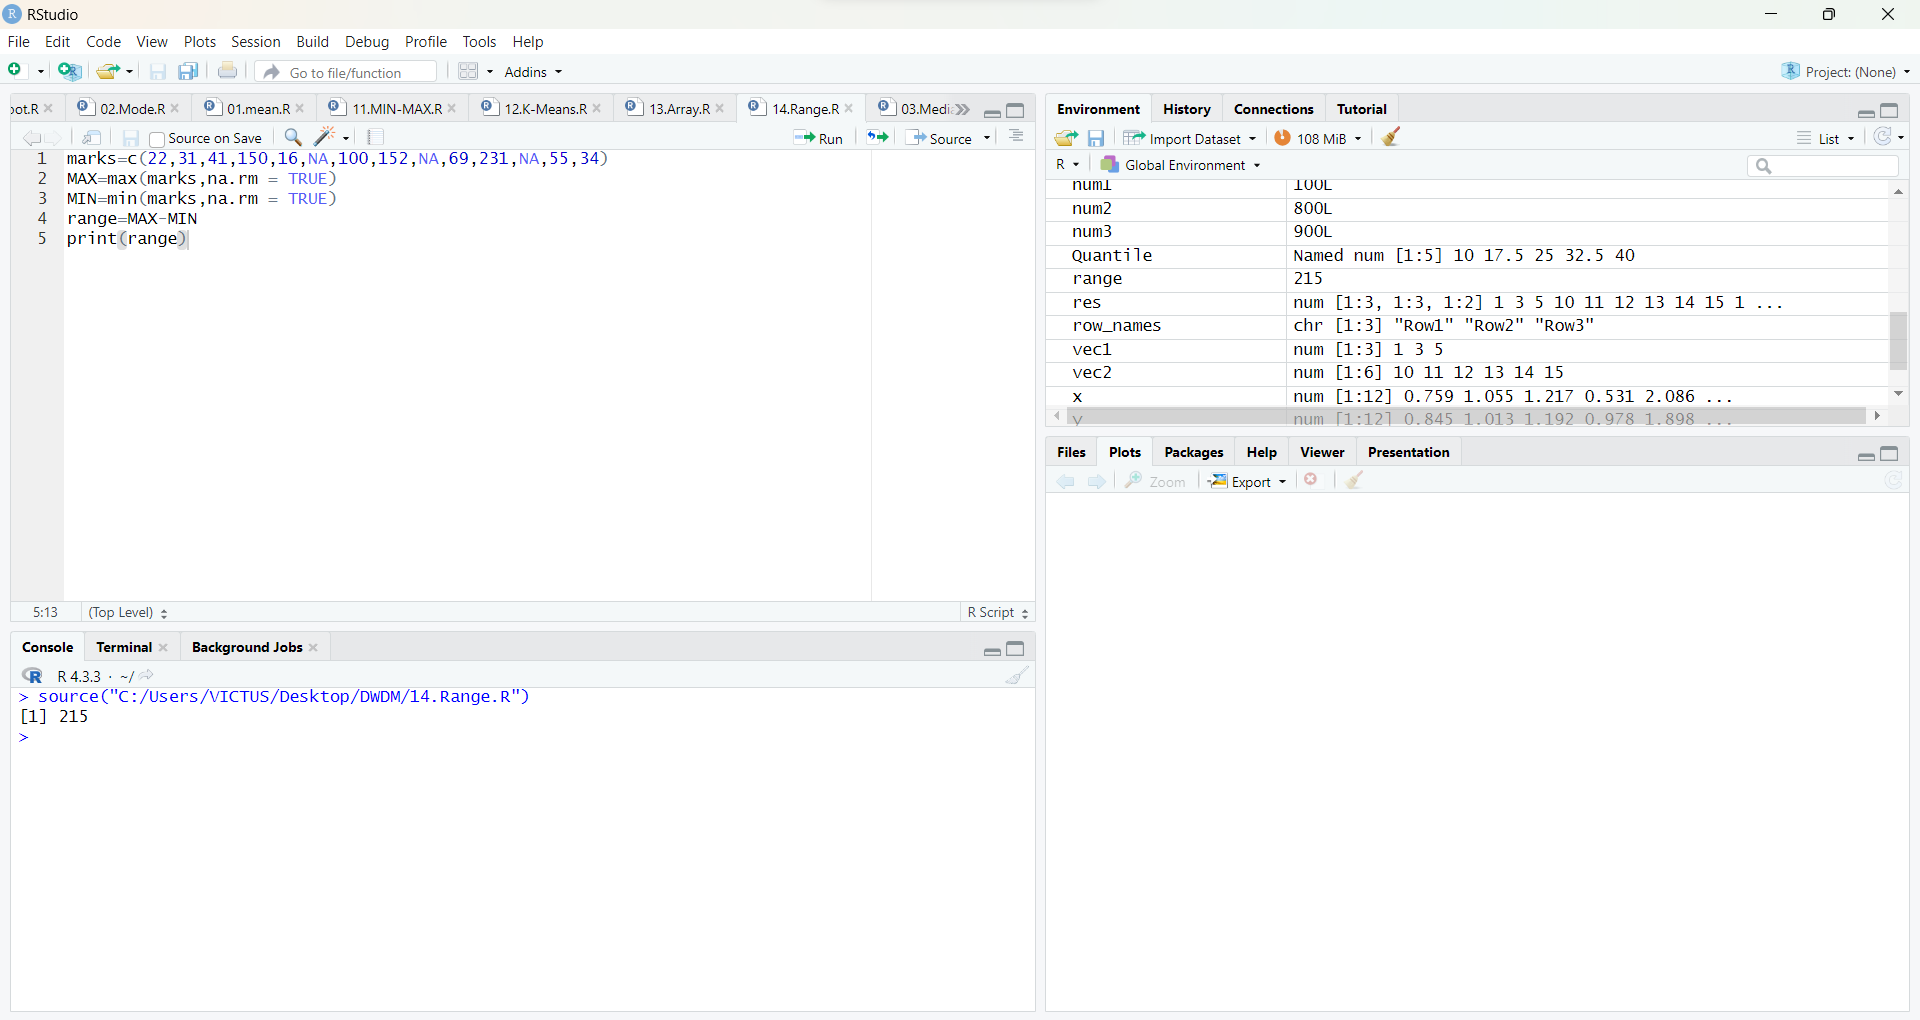 RStudio
File Edit Code View Plots Session Build Debug Profile Tools Help
Go to file/function Addins Project: (None)
oot.R 02.Mode.R 01.mean.R 11.MIN-MAX.R 12.K-Means.R 13.Array.R 14.Range.R 03.Media
Source on Save Run Source
1 marks=c(22,31,41,150,16,NA,100,152,NA,69,231,NA,55,34)
2 MAX=max(marks,na.rm = TRUE)
3 MIN=min(marks,na.rm = TRUE)
4 range=MAX-MIN
5 print(range)
5:13 (Top Level) R Script
Console Terminal Background Jobs
R 4.3.3 · ~/
> source("C:/Users/VICTUS/Desktop/DWDM/14.Range.R")
[1] 215
>
Environment History Connections Tutorial
Import Dataset 108 MiB List
R Global Environment
num1 100L
num2 800L
num3 900L
Quantile Named num [1:5] 10 17.5 25 32.5 40
range 215
res num [1:3, 1:3, 1:2] 1 3 5 10 11 12 13 14 15 1 ...
row_names chr [1:3] "Row1" "Row2" "Row3"
vec1 num [1:3] 1 3 5
vec2 num [1:6] 10 11 12 13 14 15
x num [1:12] 0.759 1.055 1.217 0.531 2.086 ...
y num [1:12] 0.845 1.013 1.192 0.978 1.898 ...
Files Plots Packages Help Viewer Presentation
Zoom Export